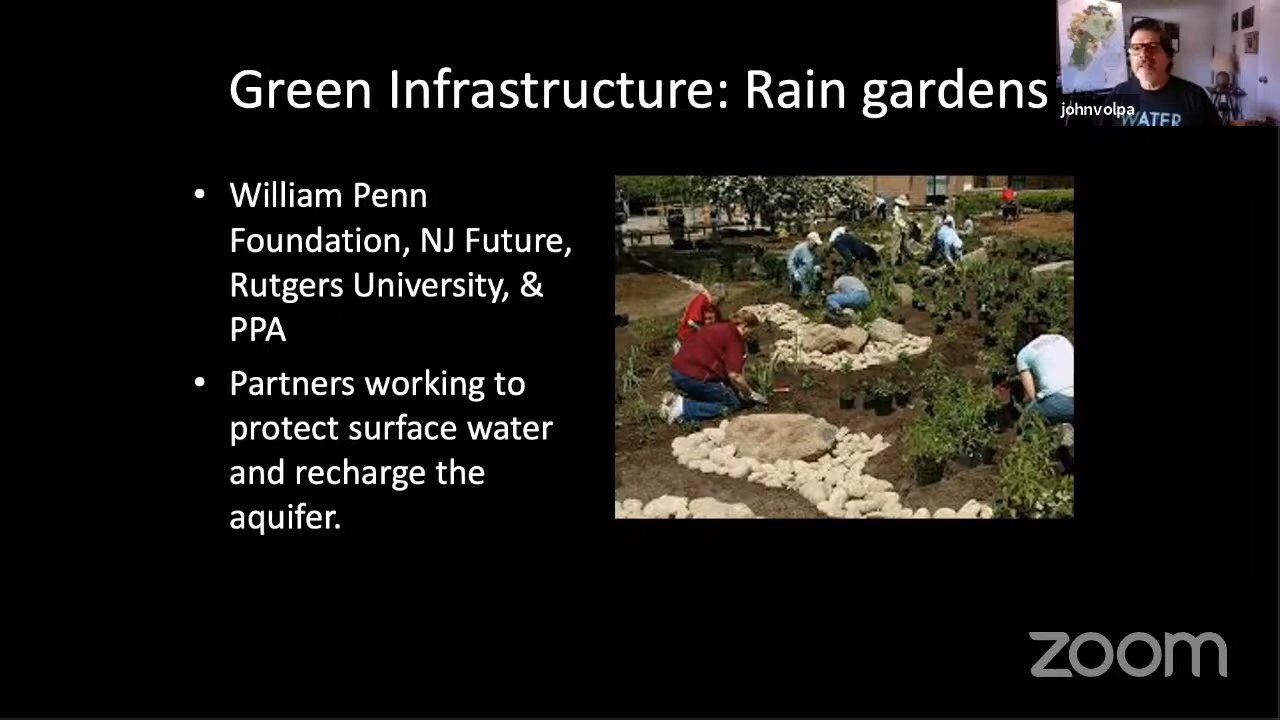 Green Infrastructure: Rain gardens
johnvolpa
WATER
• William Penn
Foundation, NJ Future,
Rutgers University, &
PPA
• Partners working to
protect surface water
and recharge the
aquifer.
zoom